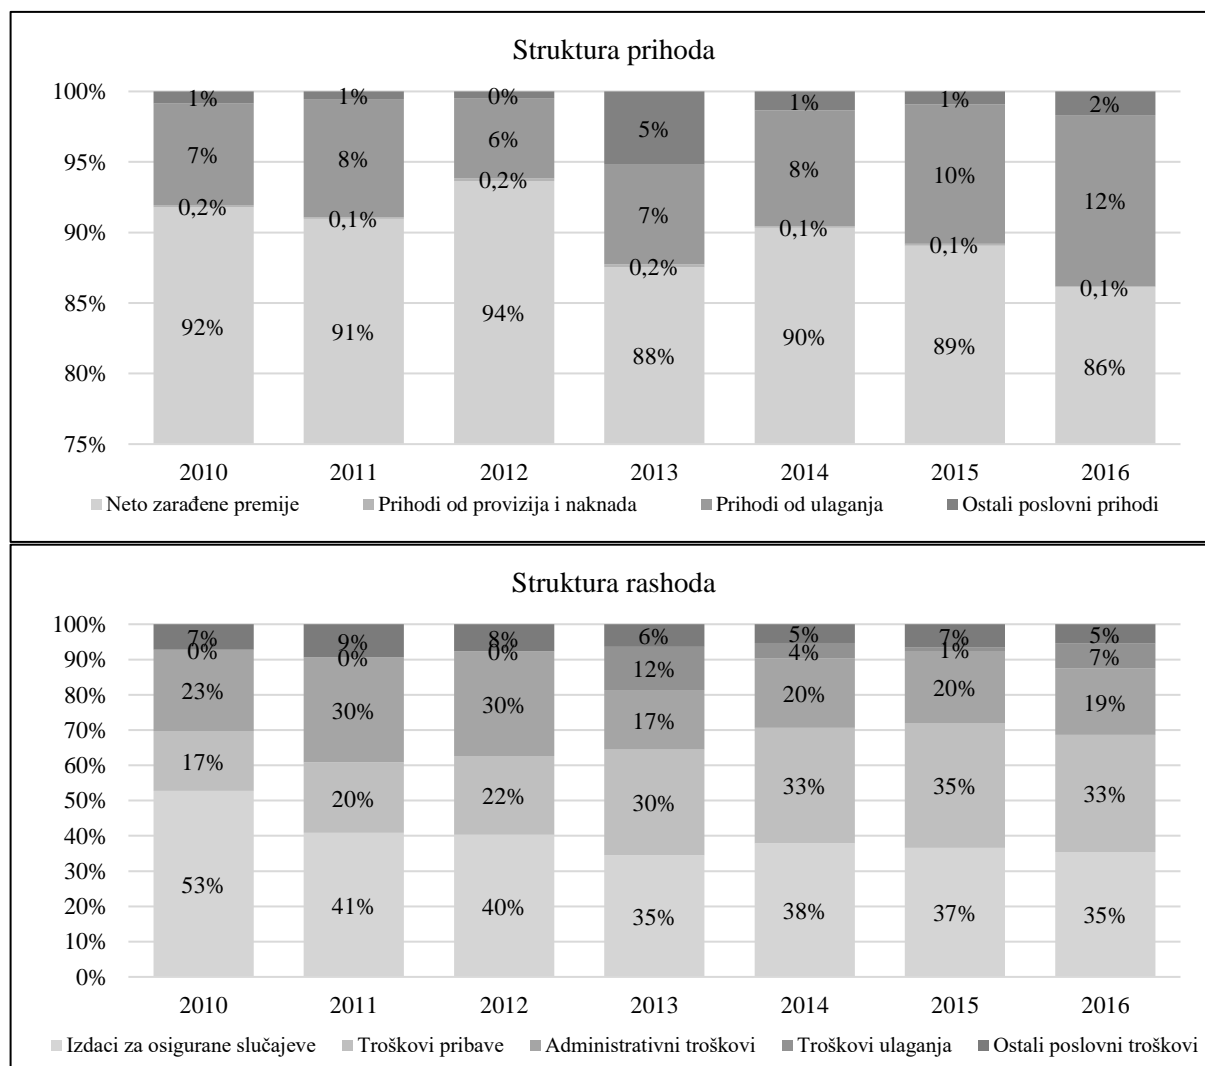 Struktura prihoda
100%
95%
90%
85%
80%
75%
1% 1% 0% 5% 1% 1% 2%
7% 8% 6% 7% 8% 10% 12%
0,2% 0,1% 0,2% 0,2% 0,1% 0,1% 0,1%
92% 91% 94% 88% 90% 89% 86%
2010 2011 2012 2013 2014 2015 2016
Neto zarađene premije Prihodi od provizija i naknada Prihodi od ulaganja Ostali poslovni prihodi
Struktura rashoda
100%
90%
80%
70%
60%
50%
40%
30%
20%
10%
0%
7% 9% 8% 6% 5% 7% 5%
0% 0% 0% 12% 4% 1% 7%
23% 30% 30% 17% 20% 20% 19%
17% 20% 22% 30% 33% 35% 33%
53% 41% 40% 35% 38% 37% 35%
2010 2011 2012 2013 2014 2015 2016
Izdaci za osigurane slučajeve Troškovi pribave Administrativni troškovi Troškovi ulaganja Ostali poslovni troškovi